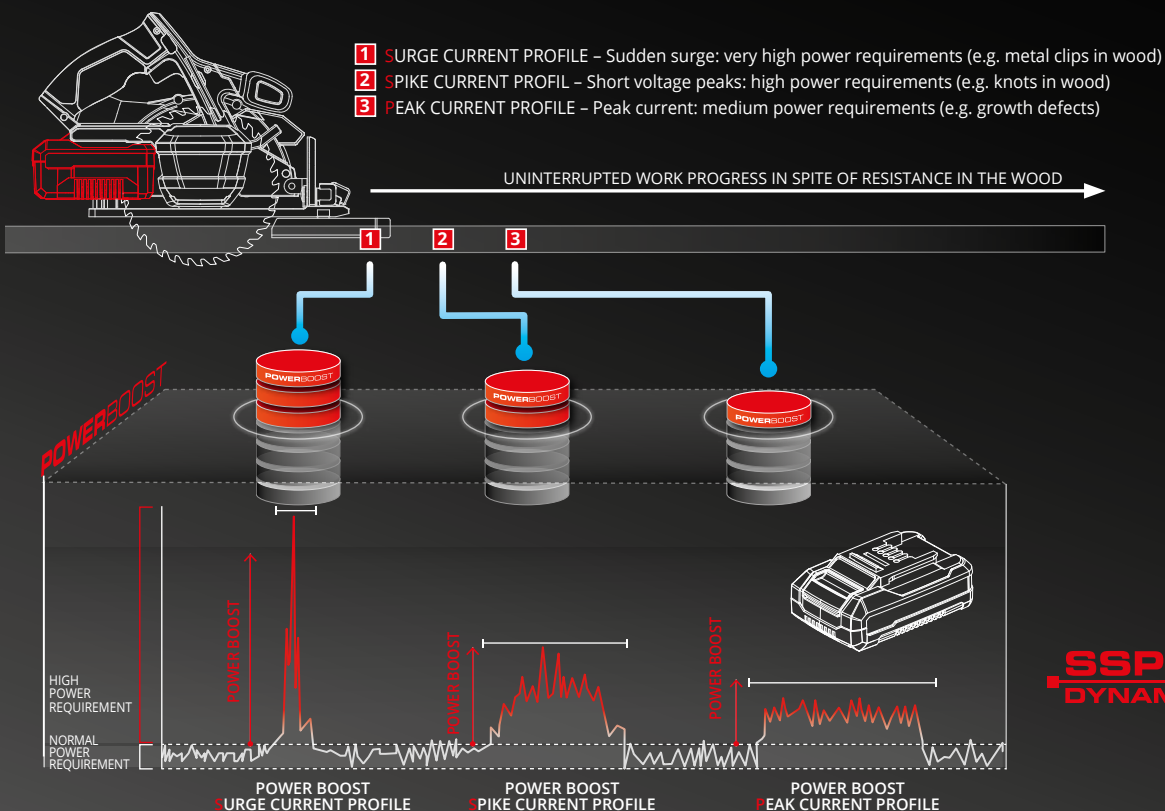 1 SURGE CURRENT PROFILE – Sudden surge: very high power requirements (e.g. metal clips in wood)
2 SPIKE CURRENT PROFIL – Short voltage peaks: high power requirements (e.g. knots in wood)
3 PEAK CURRENT PROFILE – Peak current: medium power requirements (e.g. growth defects)
UNINTERRUPTED WORK PROGRESS IN SPITE OF RESISTANCE IN THE WOOD
1 2 3
POWERBOOST
POWERBOOST
POWERBOOST
POWERBOOST
POWER BOOST
POWER BOOST
POWER BOOST
HIGH
POWER
REQUIREMENT
NORMAL
POWER
REQUIREMENT
SSP
DYNAM
POWER BOOST
SURGE CURRENT PROFILE
POWER BOOST
SPIKE CURRENT PROFILE
POWER BOOST
PEAK CURRENT PROFILE